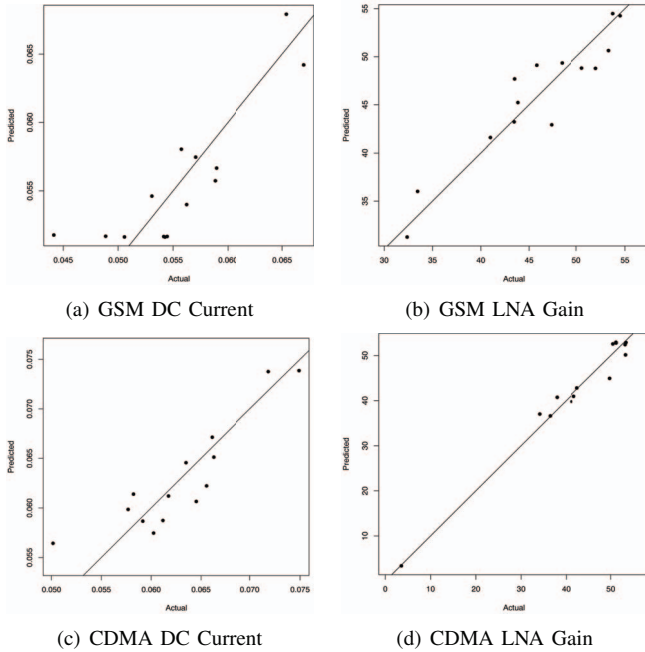 0.065
0.060
0.055
Predicted
0.045 0.050 0.055 0.060 0.065
Actual
(a) GSM DC Current
55
50
45
40
35
Predicted
30 35 40 45 50 55
Actual
(b) GSM LNA Gain
0.075
0.070
0.065
0.060
0.055
Predicted
0.050 0.055 0.060 0.065 0.070 0.075
Actual
(c) CDMA DC Current
50
40
30
20
10
Predicted
0 10 20 30 40 50
Actual
(d) CDMA LNA Gain